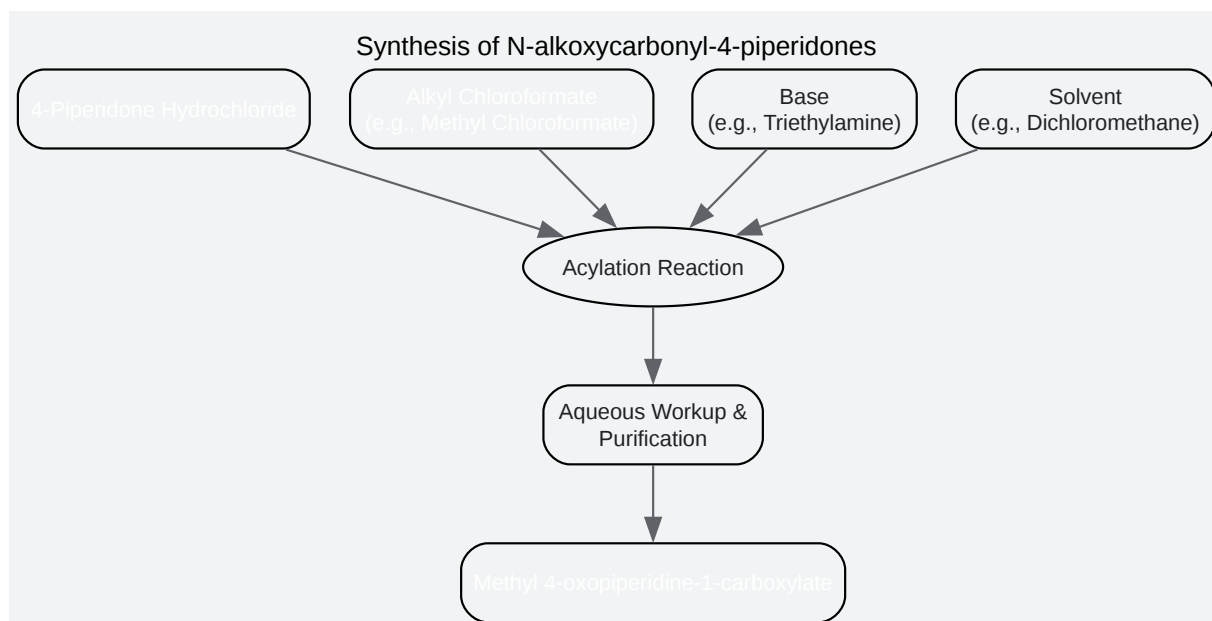 Synthesis of N-alkoxycarbonyl-4-piperidones
4-Piperidone Hydrochloride
Alkyl Chloroformate
(e.g., Methyl Chloroformate)
Base
(e.g., Triethylamine)
Solvent
(e.g., Dichloromethane)
Acylation Reaction
Aqueous Workup &
Purification
Methyl 4-oxopiperidine-1-carboxylate